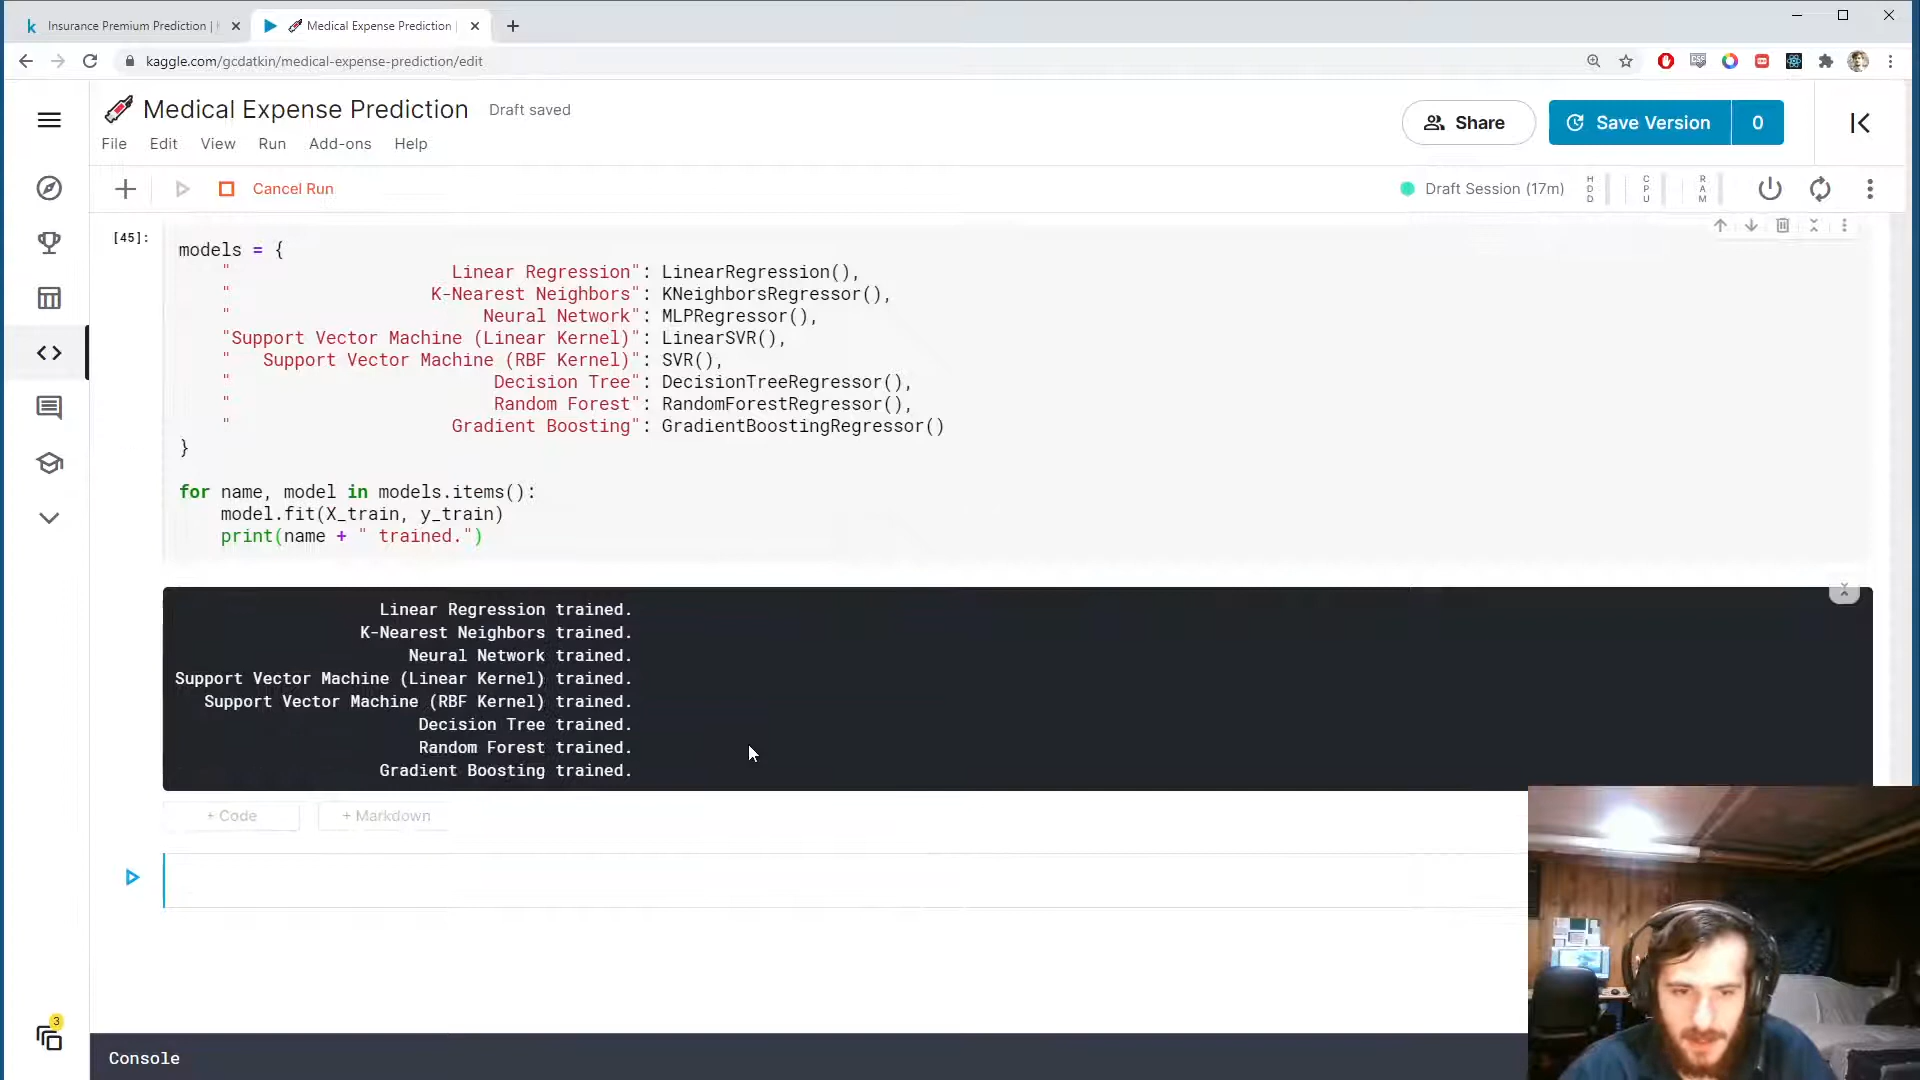 Insurance Premium Prediction |
Medical Expense Prediction |
kaggle.com/gcdatkin/medical-expense-prediction/edit
Medical Expense Prediction
Draft saved
File Edit View Run Add-ons Help
Share
Save Version
0
Cancel Run
Draft Session (17m)
HDD
CPU
RAM
[45]:
models = {
"                     Linear Regression": LinearRegression(),
"                   K-Nearest Neighbors": KNeighborsRegressor(),
"                        Neural Network": MLPRegressor(),
"Support Vector Machine (Linear Kernel)": LinearSVR(),
"   Support Vector Machine (RBF Kernel)": SVR(),
"                         Decision Tree": DecisionTreeRegressor(),
"                         Random Forest": RandomForestRegressor(),
"                     Gradient Boosting": GradientBoostingRegressor()
}
for name, model in models.items():
model.fit(X_train, y_train)
print(name + " trained.")
Linear Regression trained.
K-Nearest Neighbors trained.
Neural Network trained.
Support Vector Machine (Linear Kernel) trained.
Support Vector Machine (RBF Kernel) trained.
Decision Tree trained.
Random Forest trained.
Gradient Boosting trained.
+ Code
+ Markdown
3
Console